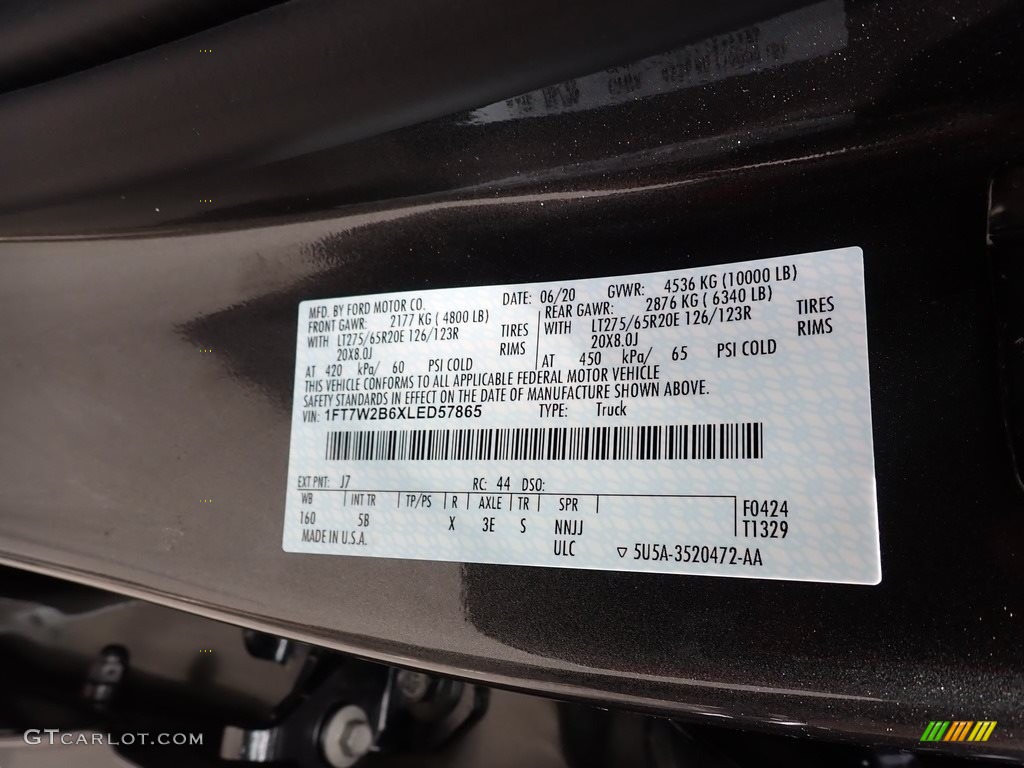 MFD. BY FORD MOTOR CO. DATE: 06/20 GVWR: 4536 KG (10000 LB)
FRONT GAWR: 2177 KG ( 4800 LB) REAR GAWR: 2876 KG ( 6340 LB)
WITH LT275/65R20E 126/123R TIRES WITH LT275/65R20E 126/123R TIRES
20X8.0J RIMS 20X8.0J RIMS
AT 420 kPa/ 60 PSI COLD AT 450 kPa/ 65 PSI COLD
THIS VEHICLE CONFORMS TO ALL APPLICABLE FEDERAL MOTOR VEHICLE
SAFETY STANDARDS IN EFFECT ON THE DATE OF MANUFACTURE SHOWN ABOVE.
VIN: 1FT7W2B6XLED57865 TYPE: Truck
EXT PNT: J7 RC: 44 DSO:
WB INT TR TP/PS R AXLE TR SPR F0424
160 5B X 3E S NNJJ T1329
MADE IN U.S.A. ULC ▽ 5U5A-3520472-AA
GTcarlot.com